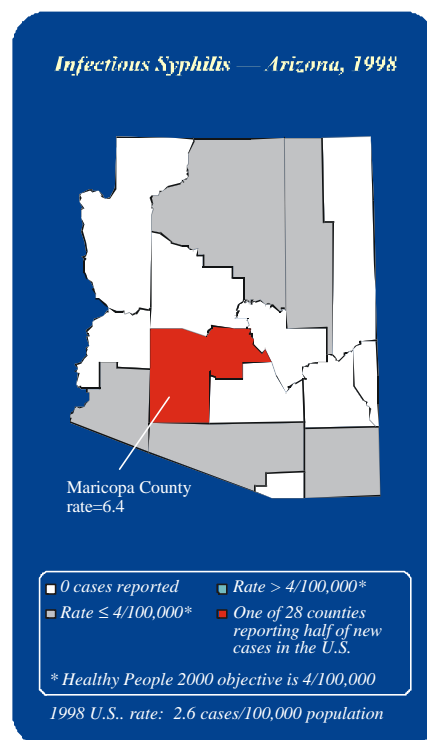 Infectious Syphilis — Arizona, 1998
Maricopa County
rate=6.4
0 cases reported
Rate > 4/100,000*
Rate ≤ 4/100,000*
One of 28 counties
reporting half of new
cases in the U.S.
* Healthy People 2000 objective is 4/100,000
1998 U.S.. rate: 2.6 cases/100,000 population